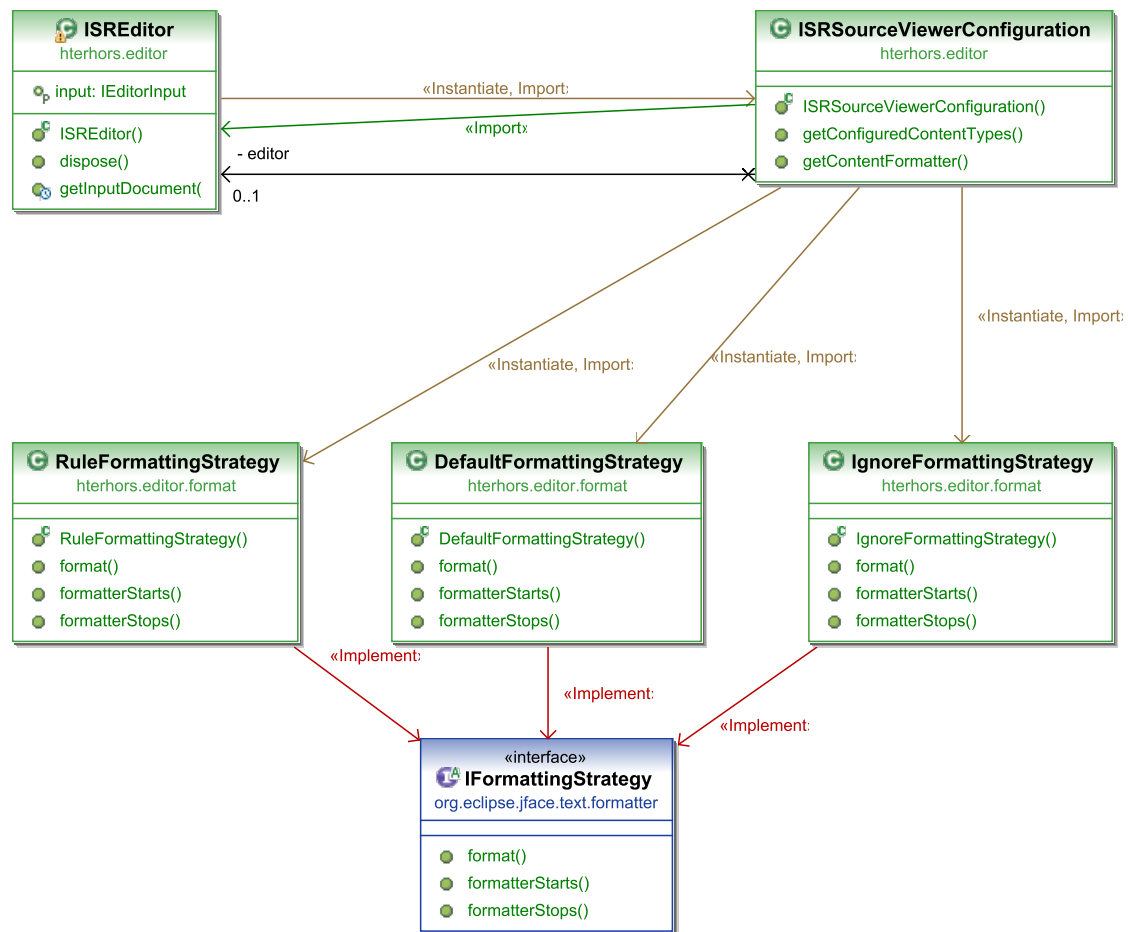 ISREditor
hterhors.editor
input: IEditorInput
ISREditor()
dispose()
getInputDocument(
ISRSourceViewerConfiguration
hterhors.editor
ISRSourceViewerConfiguration()
getConfiguredContentTypes()
getContentFormatter()
«Instantiate, Import:
«Import»
- editor
0..1
«Instantiate, Import:
«Instantiate, Import:
«Instantiate, Import:
RuleFormattingStrategy
hterhors.editor.format
RuleFormattingStrategy()
format()
formatterStarts()
formatterStops()
DefaultFormattingStrategy
hterhors.editor.format
DefaultFormattingStrategy()
format()
formatterStarts()
formatterStops()
IgnoreFormattingStrategy
hterhors.editor.format
IgnoreFormattingStrategy()
format()
formatterStarts()
formatterStops()
«Implement:
«Implement:
«Implement:
«interface»
IFormattingStrategy
org.eclipse.jface.text.formatter
format()
formatterStarts()
formatterStops()